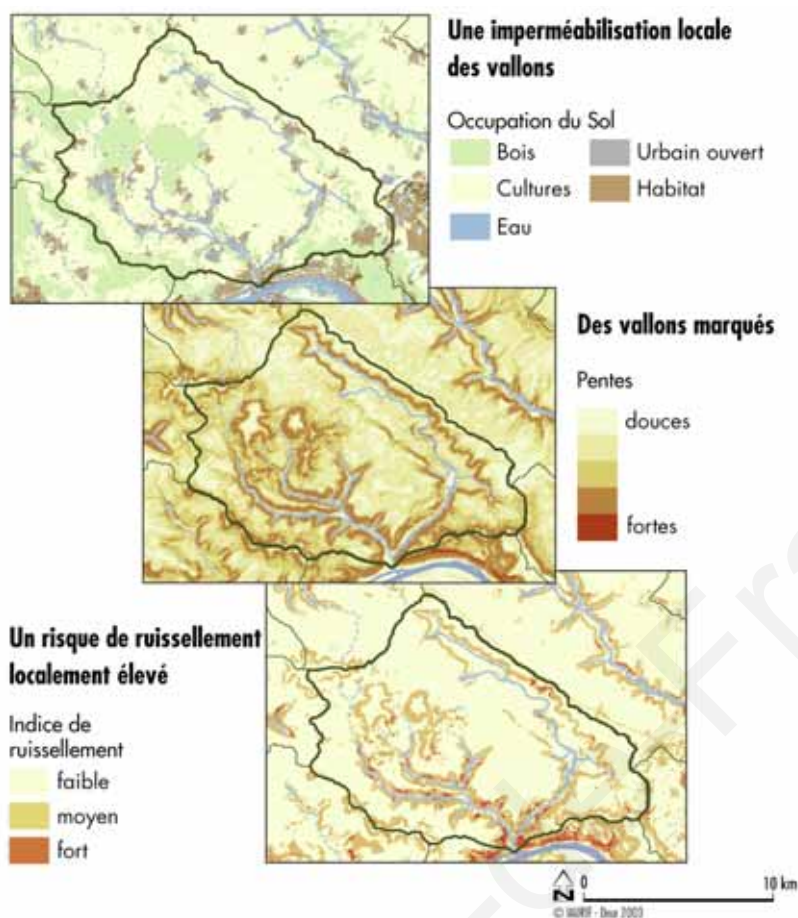 Une imperméabilisation locale
des vallons
Occupation du Sol
Bois
Urbain ouvert
Cultures
Habitat
Eau
Des vallons marqués
Pentes
douces
fortes
Un risque de ruissellement
localement élevé
Indice de
ruissellement
faible
moyen
fort
N
0
10 km
© IAURIF - Deur 2003